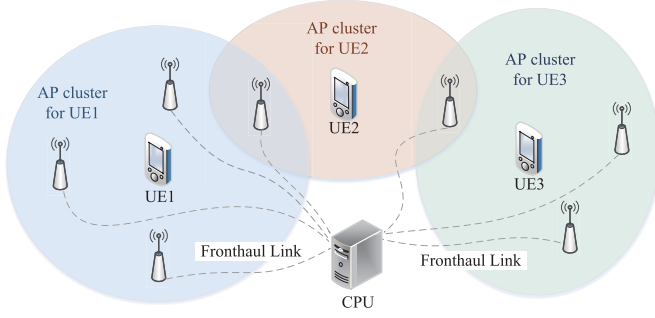 AP cluster
for UE1
AP cluster
for UE2
AP cluster
for UE3
UE1
UE2
UE3
Fronthaul Link
Fronthaul Link
CPU